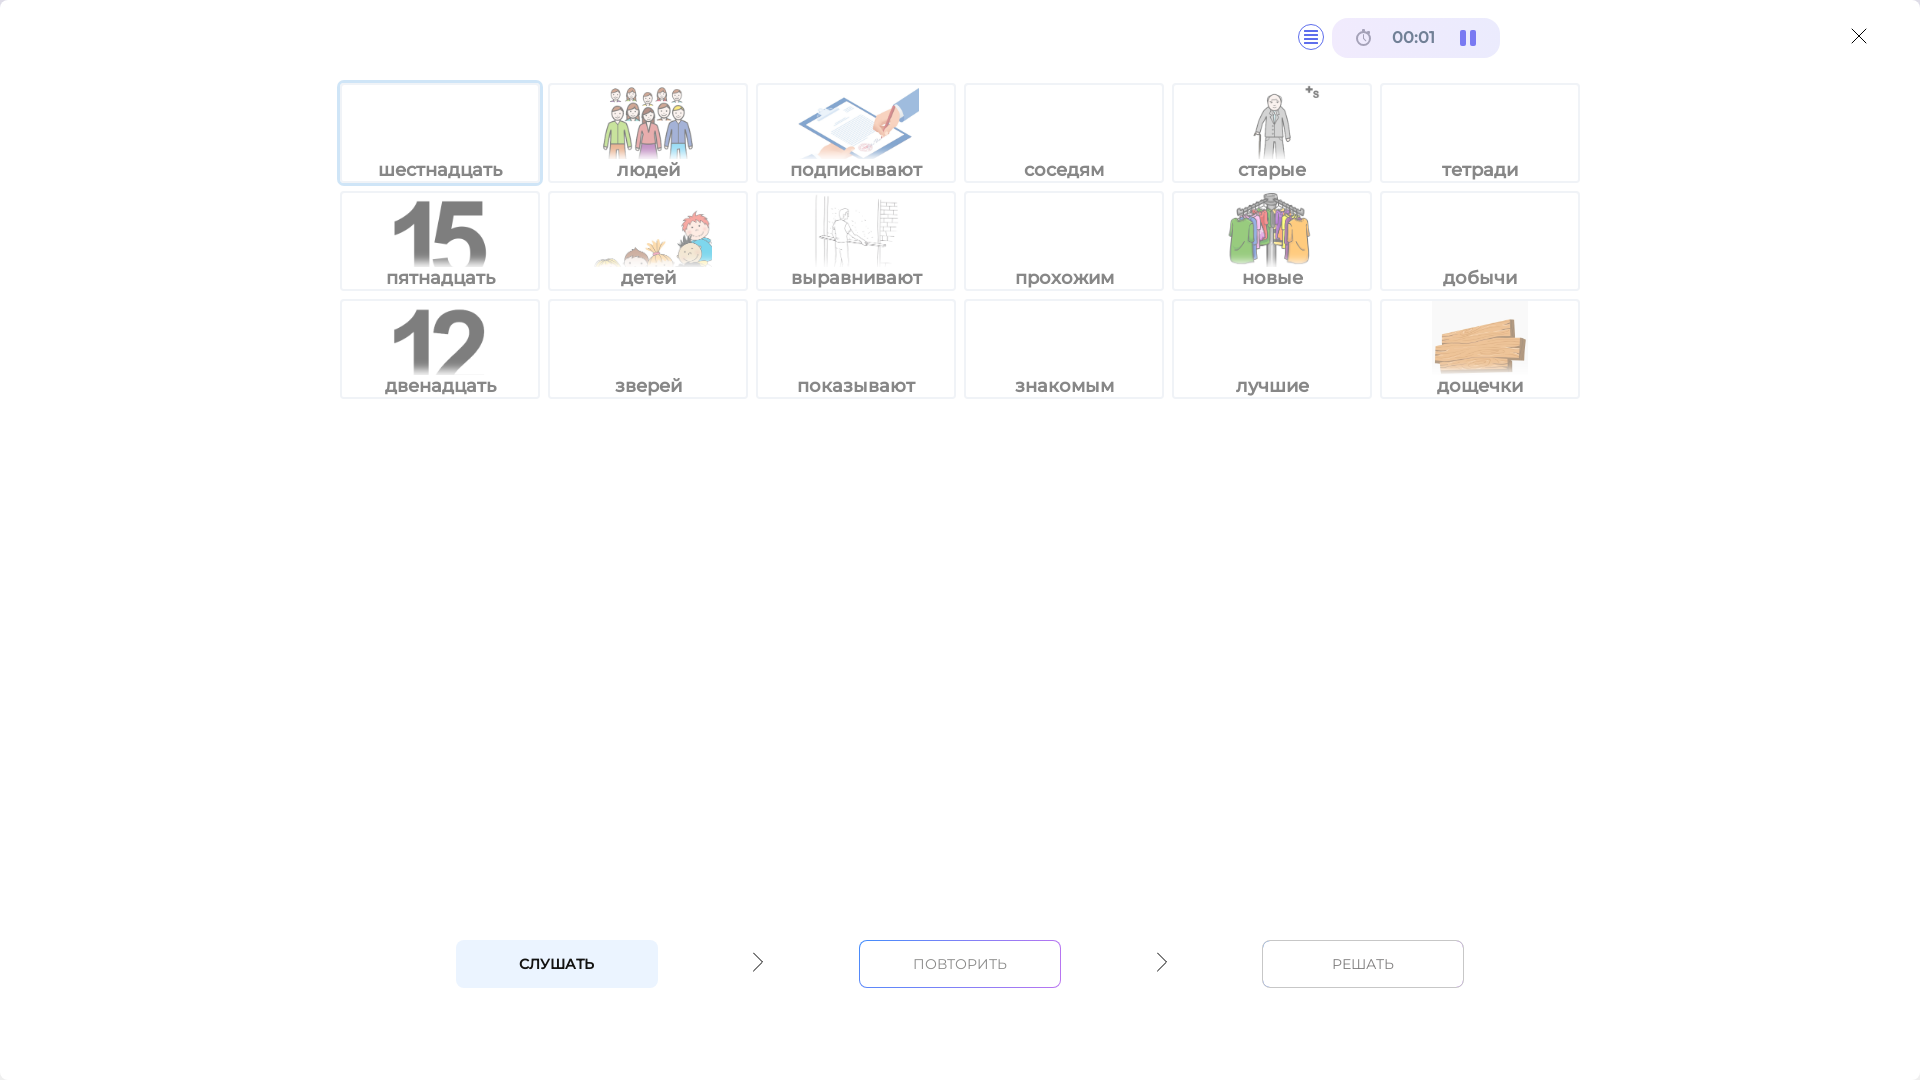 00:01
шестнадцать
людей
подписывают
соседям
+s
старые
тетради
15
пятнадцать
детей
выравнивают
прохожим
новые
добычи
12
двенадцать
зверей
показывают
знакомым
лучшие
дощечки
СЛУШАТЬ
ПОВТОРИТЬ
РЕШАТЬ